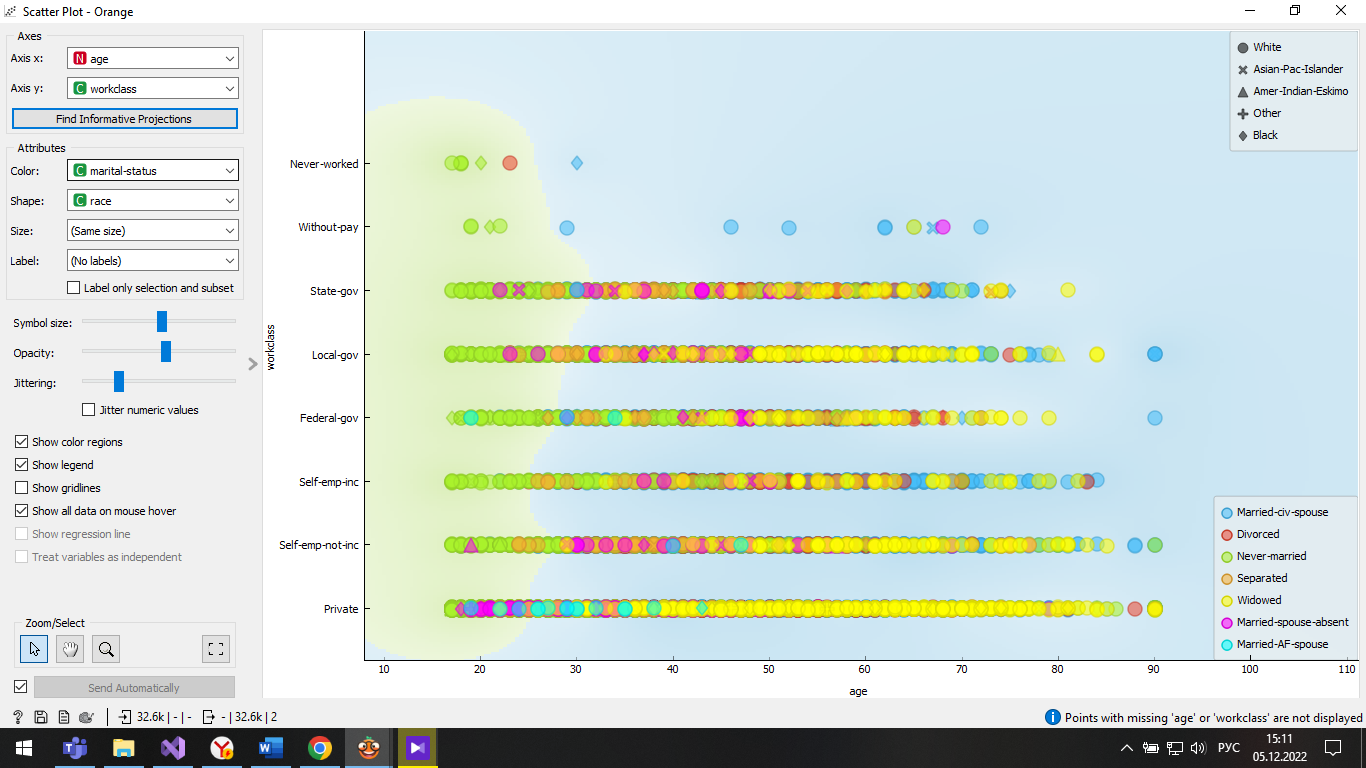 Scatter Plot - Orange
Axes
Axis x: N age
Axis y: C workclass
Find Informative Projections
Attributes
Color: C marital-status
Shape: C race
Size: (Same size)
Label: (No labels)
Label only selection and subset
Symbol size:
Opacity:
Jittering:
Jitter numeric values
Show color regions
Show legend
Show gridlines
Show all data on mouse hover
Show regression line
Treat variables as independent
Zoom/Select
Send Automatically
32.6k | - | - - | 32.6k | 2
workclass
Never-worked
Without-pay
State-gov
Local-gov
Federal-gov
Self-emp-inc
Self-emp-not-inc
Private
10 20 30 40 50 60 70 80 90 100 110
age
White
Asian-Pac-Islander
Amer-Indian-Eskimo
Other
Black
Married-civ-spouse
Divorced
Never-married
Separated
Widowed
Married-spouse-absent
Married-AF-spouse
Points with missing 'age' or 'workclass' are not displayed
РУС
15:11
05.12.2022